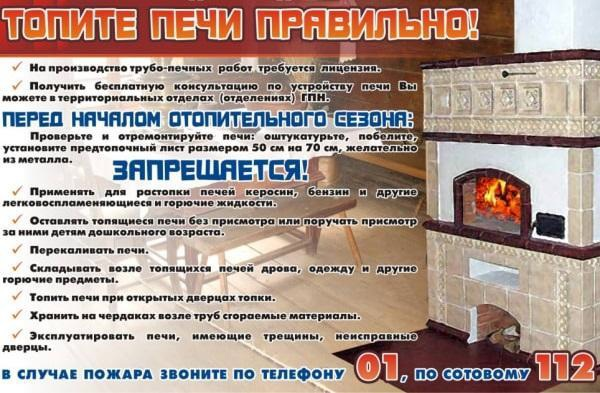 ТОПИТЕ ПЕЧИ ПРАВИЛЬНО!
✓ На производство трубо-печных работ требуется лицензия.
✓ Получить бесплатную консультацию по устройству печи Вы
можете в территориальных отделах (отделениях) ГПН.
ПЕРЕД НАЧАЛОМ ОТОПИТЕЛЬНОГО СЕЗОНА:
Проверьте и отремонтируйте печи: оштукатурьте, побелите,
установите предтопочный лист размером 50 см на 70 см, желательно
из металла.
ЗАПРЕЩАЕТСЯ!
✓ Применять для растопки печей керосин, бензин и другие
легковоспламеняющиеся и горючие жидкости.
✓ Оставлять топящиеся печи без присмотра или поручать присмотр
за ними детям дошкольного возраста.
✓ Перекаливать печи.
✓ Складывать возле топящихся печей дрова, одежду и другие
горючие предметы.
✓ Топить печи при открытых дверцах топки.
✓ Хранить на чердаках возле труб сгораемые материалы.
✓ Эксплуатировать печи, имеющие трещины, неисправные
дверцы.
В СЛУЧАЕ ПОЖАРА ЗВОНИТЕ ПО ТЕЛЕФОНУ 01, ПО СОТОВОМУ 112